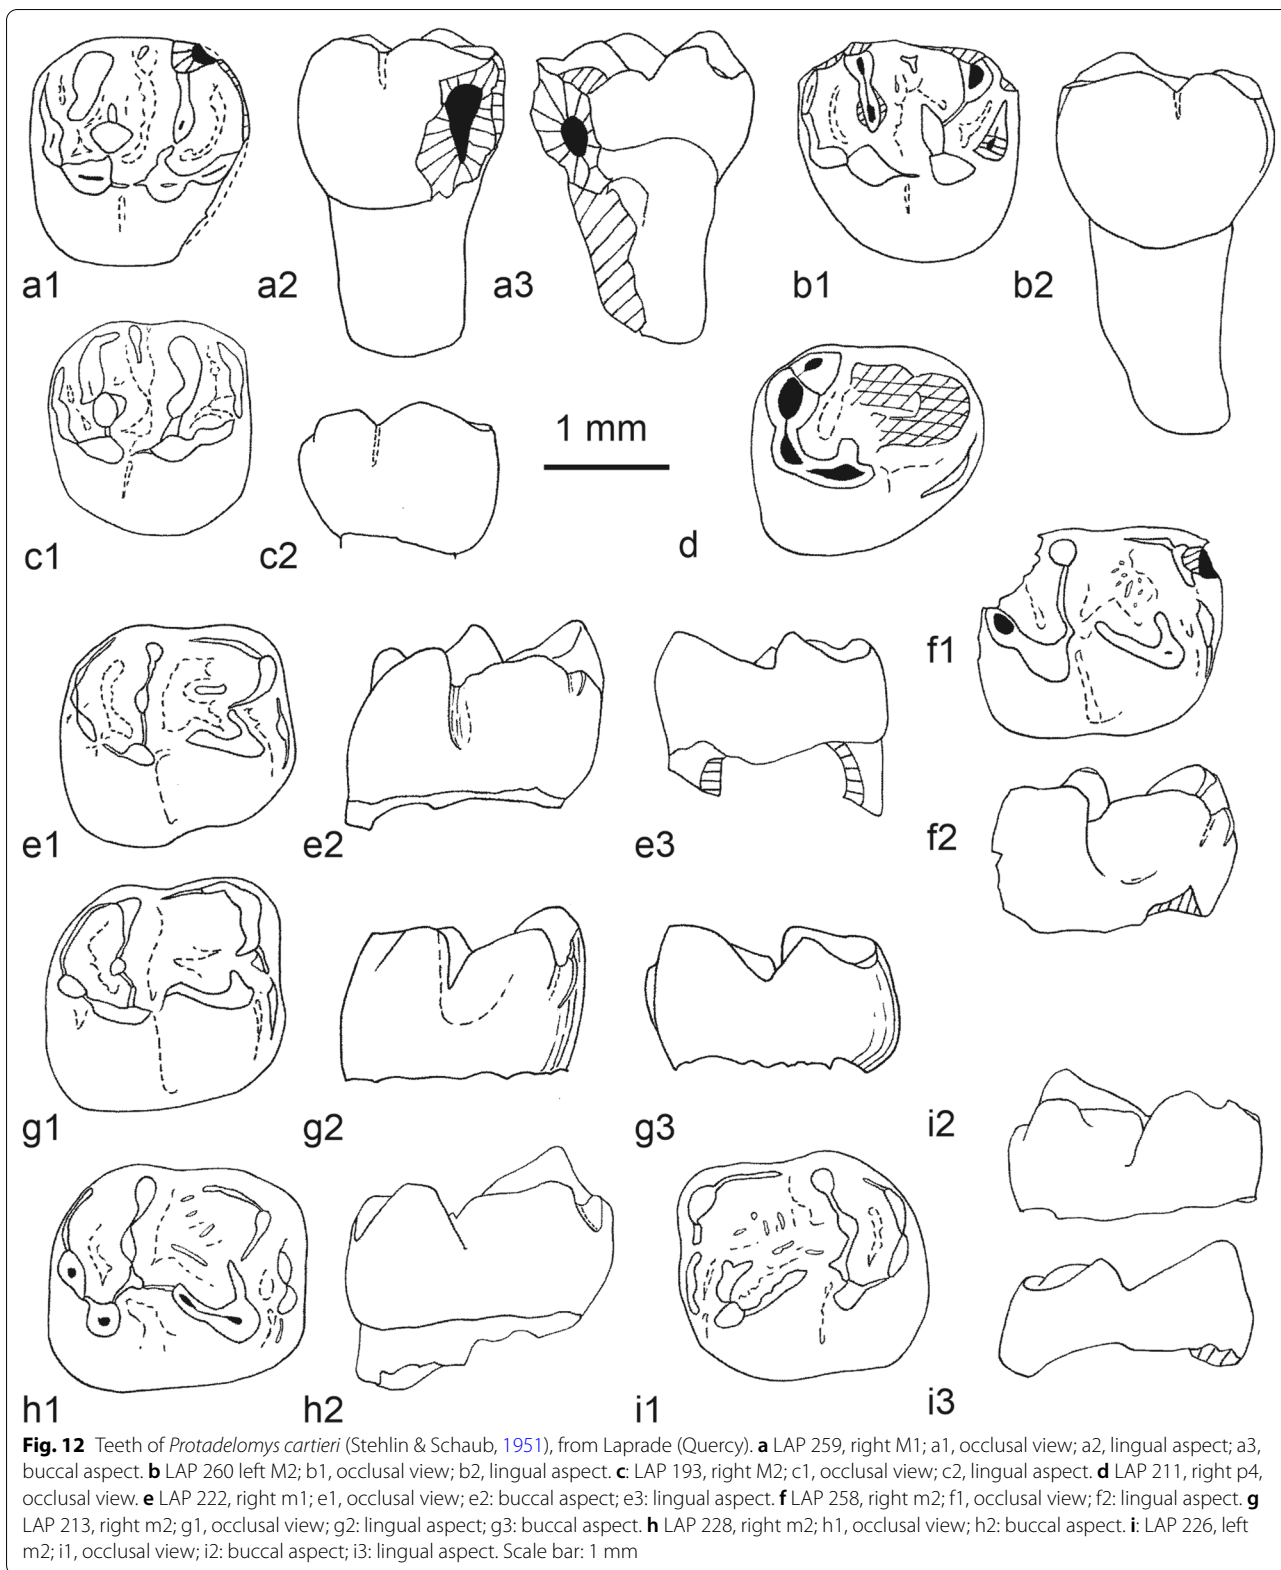 a1
a2
a3
b1
b2
c1
c2
1 mm
d
e1
e2
e3
f1
f2
g1
g2
g3
h1
h2
i1
i2
i3
Fig. 12 Teeth of Protadelomys cartieri (Stehlin & Schaub, 1951), from Laprade (Quercy). a LAP 259, right M1; a1, occlusal view; a2, lingual aspect; a3,
buccal aspect. b LAP 260 left M2; b1, occlusal view; b2, lingual aspect. c: LAP 193, right M2; c1, occlusal view; c2, lingual aspect. d LAP 211, right p4,
occlusal view. e LAP 222, right m1; e1, occlusal view; e2: buccal aspect; e3: lingual aspect. f LAP 258, right m2; f1, occlusal view; f2: lingual aspect. g
LAP 213, right m2; g1, occlusal view; g2: lingual aspect; g3: buccal aspect. h LAP 228, right m2; h1, occlusal view; h2: buccal aspect. i: LAP 226, left
m2; i1, occlusal view; i2: buccal aspect; i3: lingual aspect. Scale bar: 1 mm